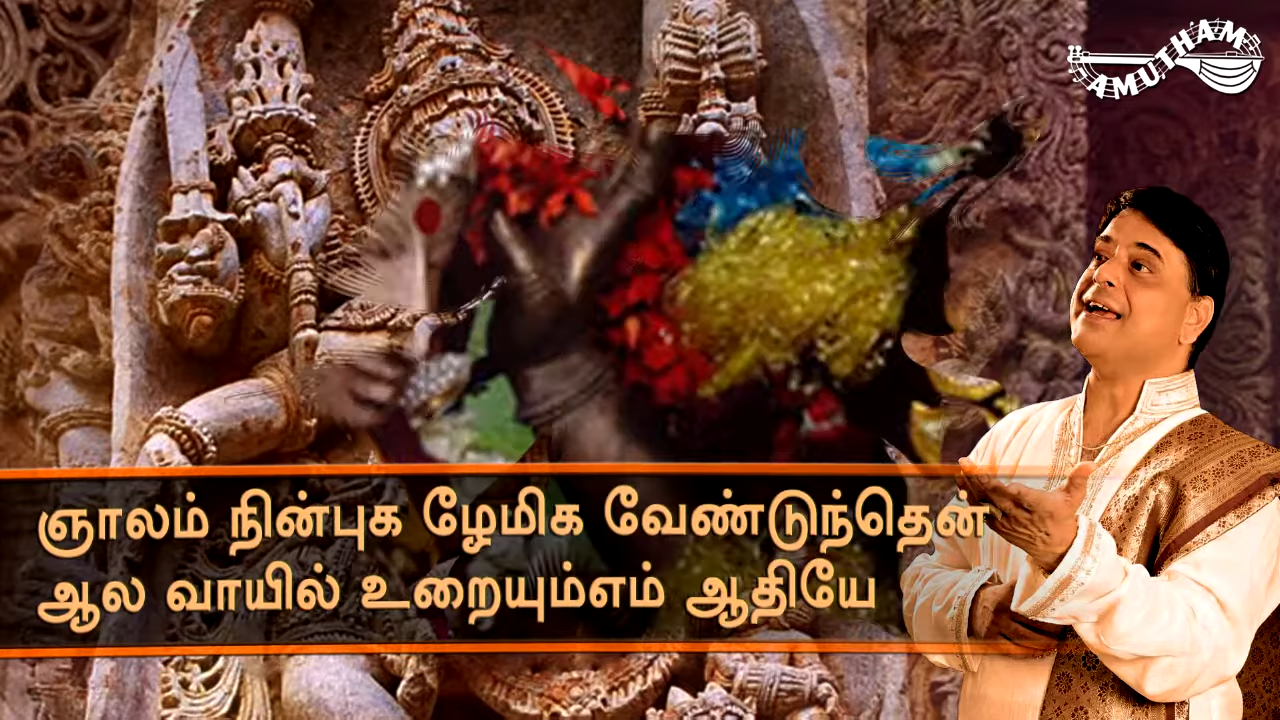 AMUTHAM
ஞாலம் நின்புக ழேமிக வேண்டுந்தென்
ஆல வாயில் உறையும்எம் ஆதியே